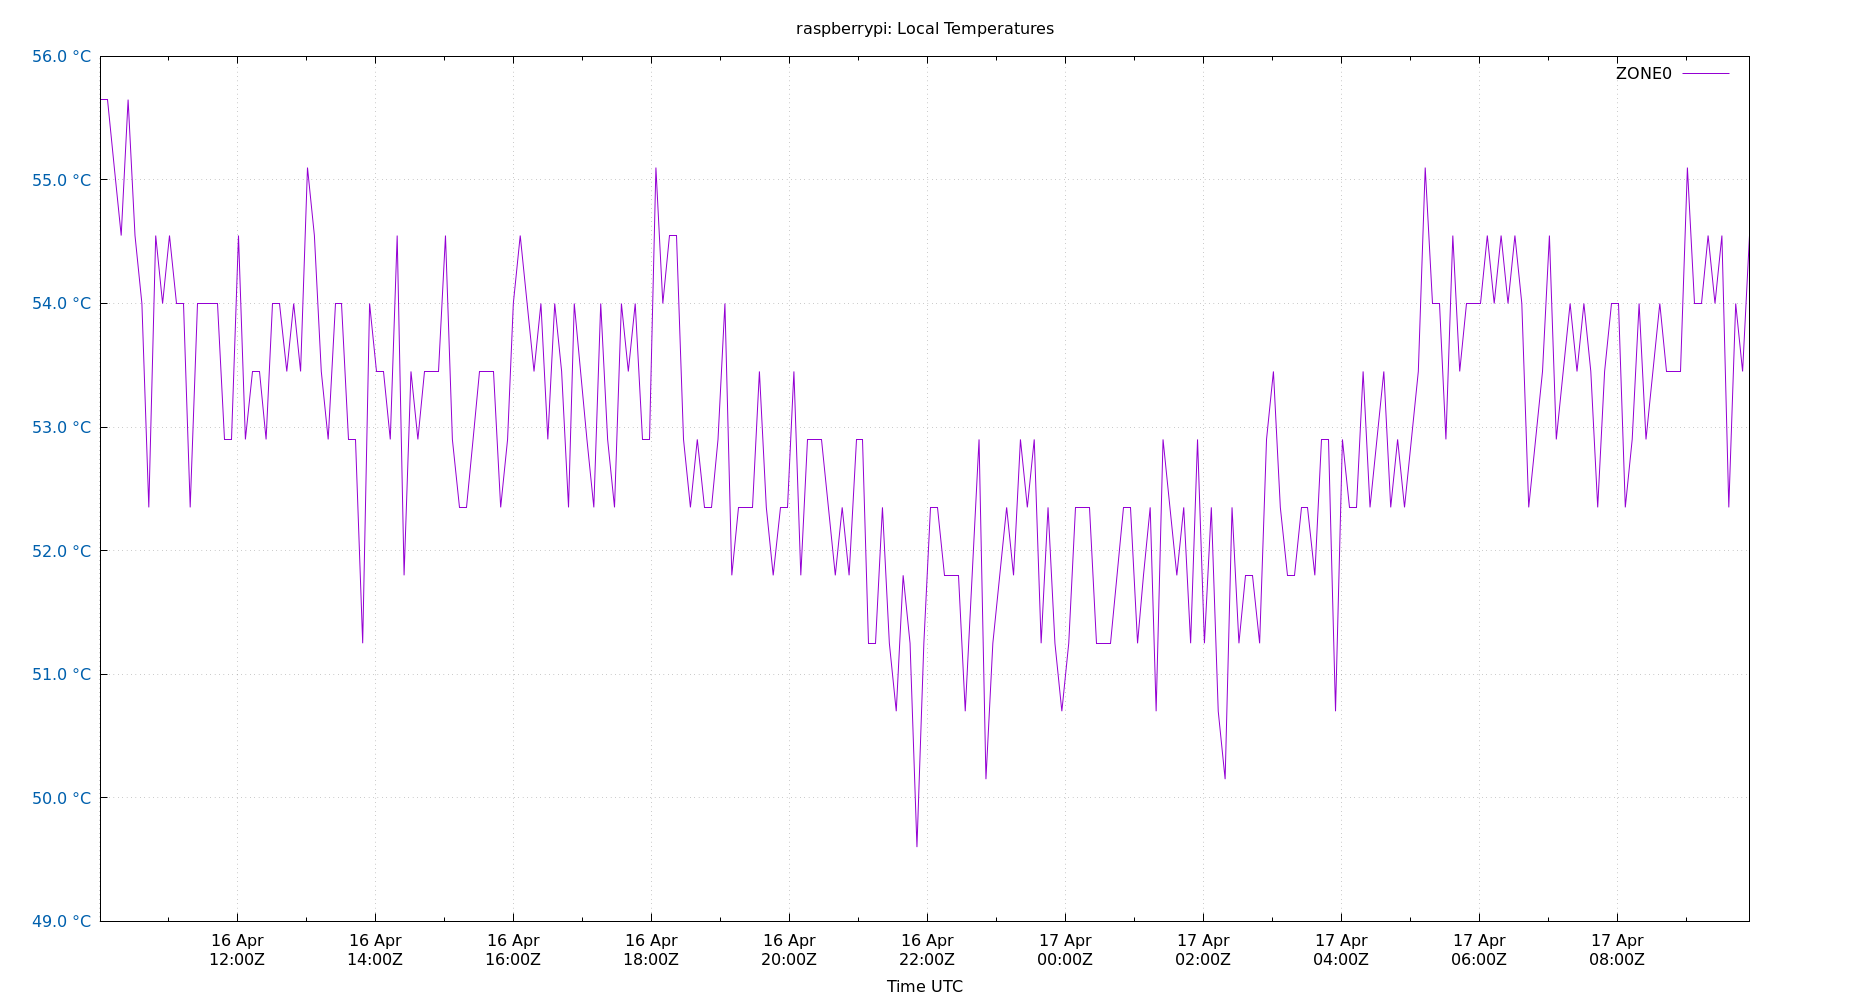 raspberrypi: Local Temperatures
56.0 °C
ZONE0
55.0 °C
54.0 °C
53.0 °C
52.0 °C
51.0 °C
50.0 °C
49.0 °C
16 Apr 16 Apr 16 Apr 16 Apr 16 Apr 16 Apr 17 Apr 17 Apr 17 Apr 17 Apr 17 Apr
12:00Z 14:00Z 16:00Z 18:00Z 20:00Z 22:00Z 00:00Z 02:00Z 04:00Z 06:00Z 08:00Z
Time UTC